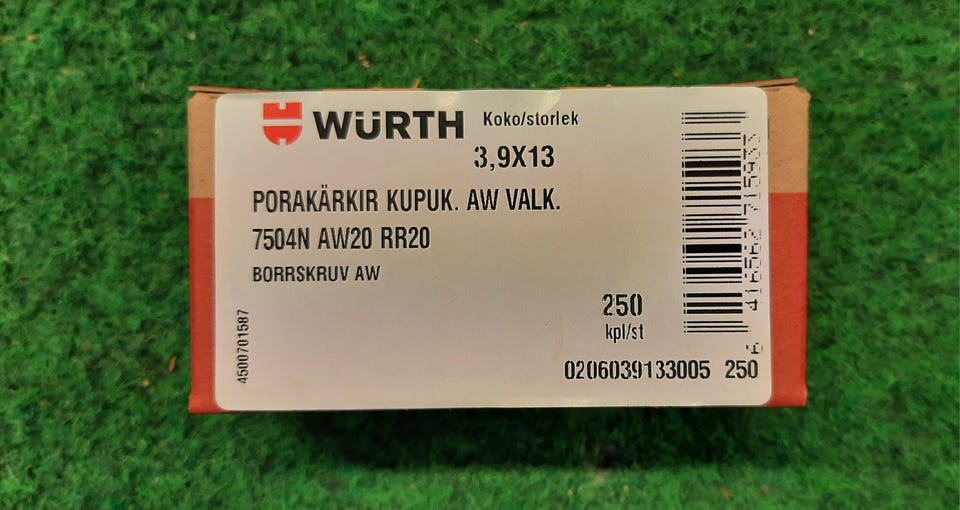 WÜRTH Koko/storlek
3,9X13
PORAKÄRKIR KUPUK. AW VALK.
7504N AW20 RR20
BORRSKRUV AW
250
kpl/st
0206039133005 250
4500701587